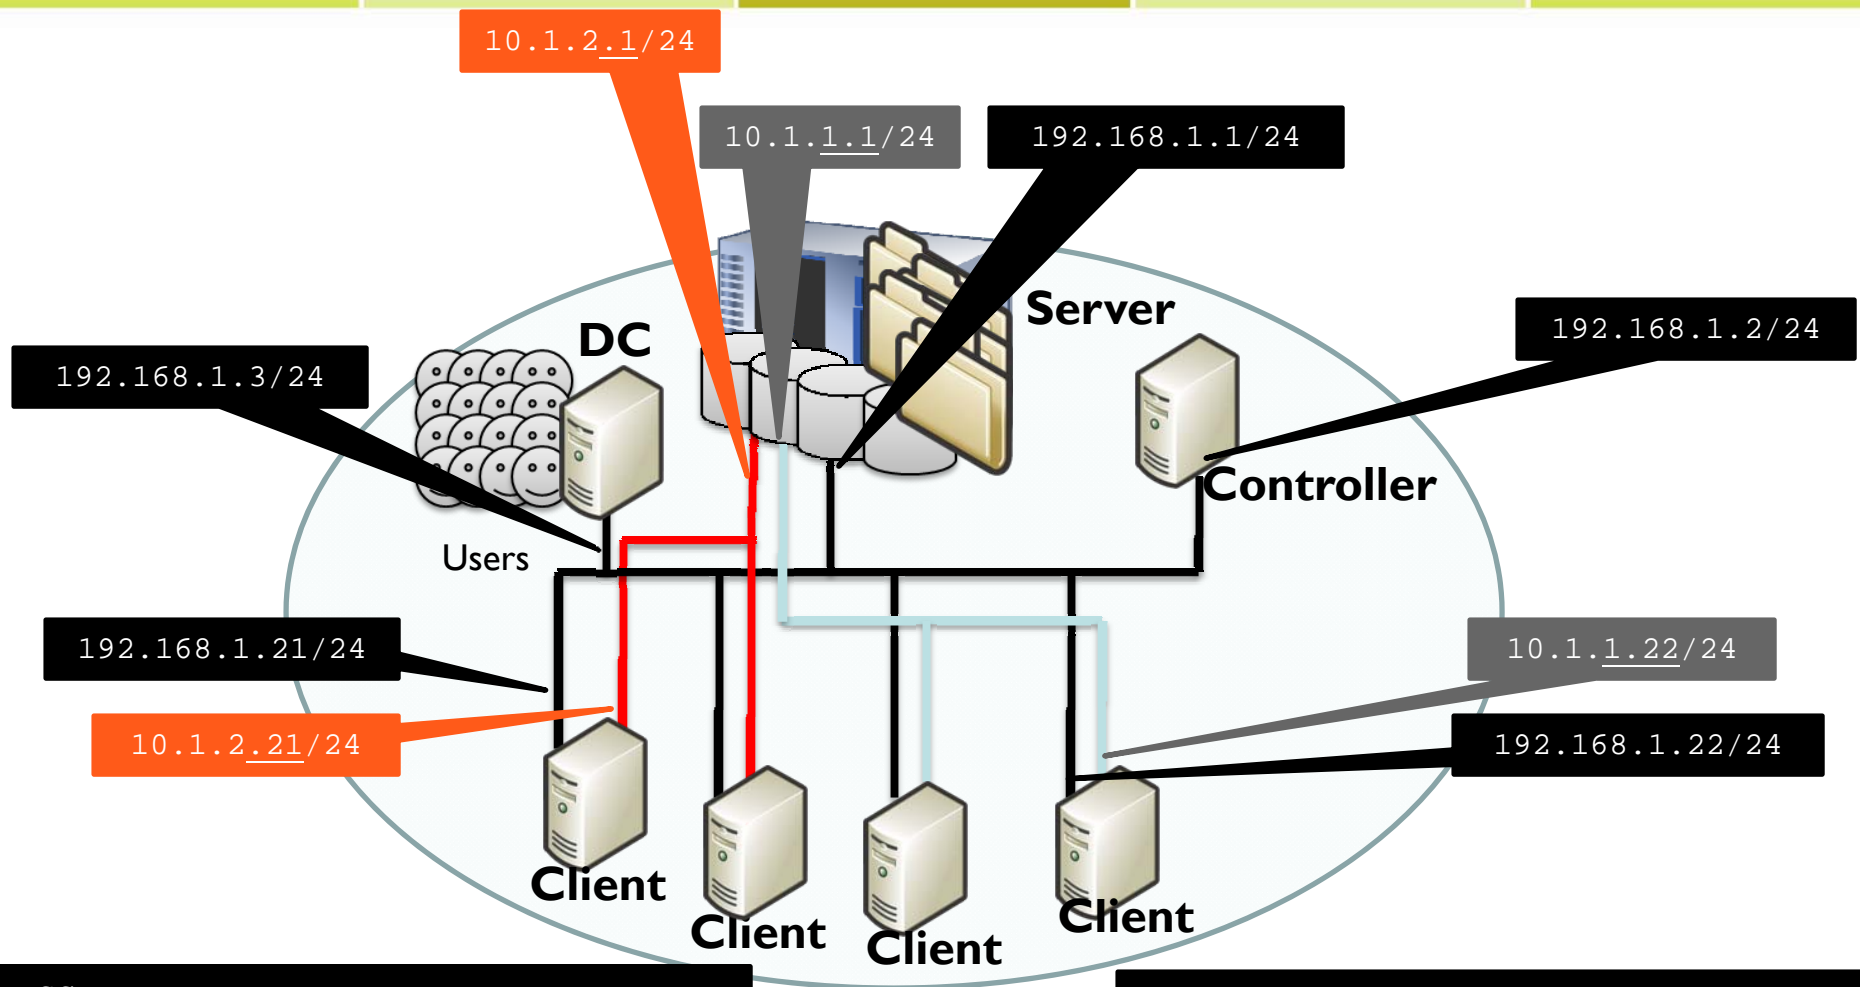 10.1.2.1/24
10.1.1.1/24
192.168.1.1/24
Server
192.168.1.2/24
DC
192.168.1.3/24
Controller
Users
192.168.1.21/24
10.1.1.22/24
10.1.2.21/24
192.168.1.22/24
Client
Client
Client
Client